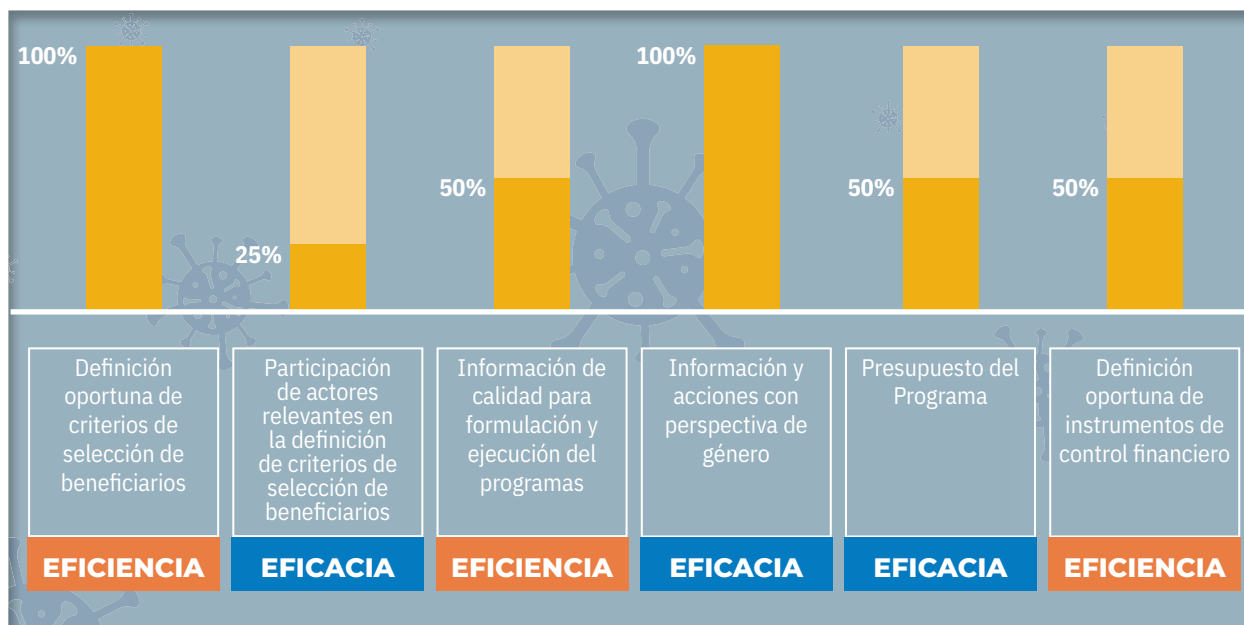 100%
25%
50%
100%
50%
50%
Definición
oportuna de
criterios de
selección de
beneficiarios
EFICIENCIA
Participación
de actores
relevantes en
la definición
de criterios de
selección de
beneficiarios
EFICACIA
Información de
calidad para
formulación y
ejecución del
programas
EFICIENCIA
Información y
acciones con
perspectiva de
género
EFICACIA
Presupuesto del
Programa
EFICACIA
Definición
oportuna de
instrumentos de
control financiero
EFICIENCIA